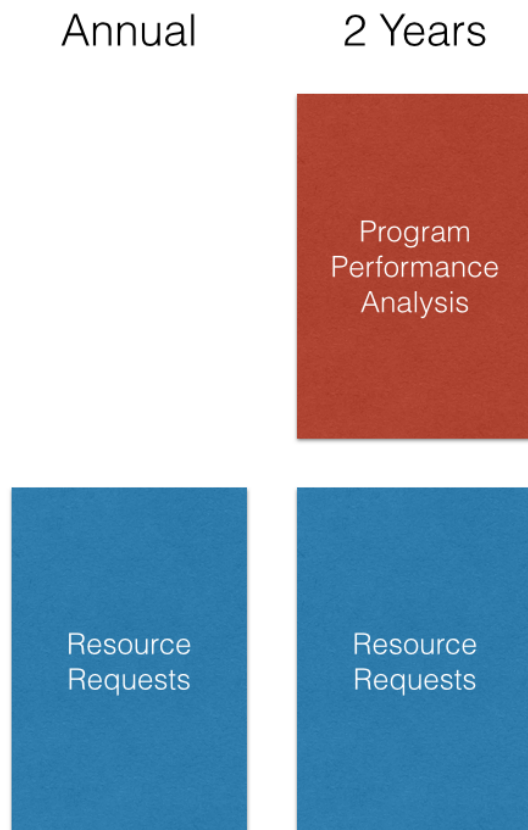 Annual
2 Years
Program
Performance
Analysis
Resource
Requests
Resource
Requests